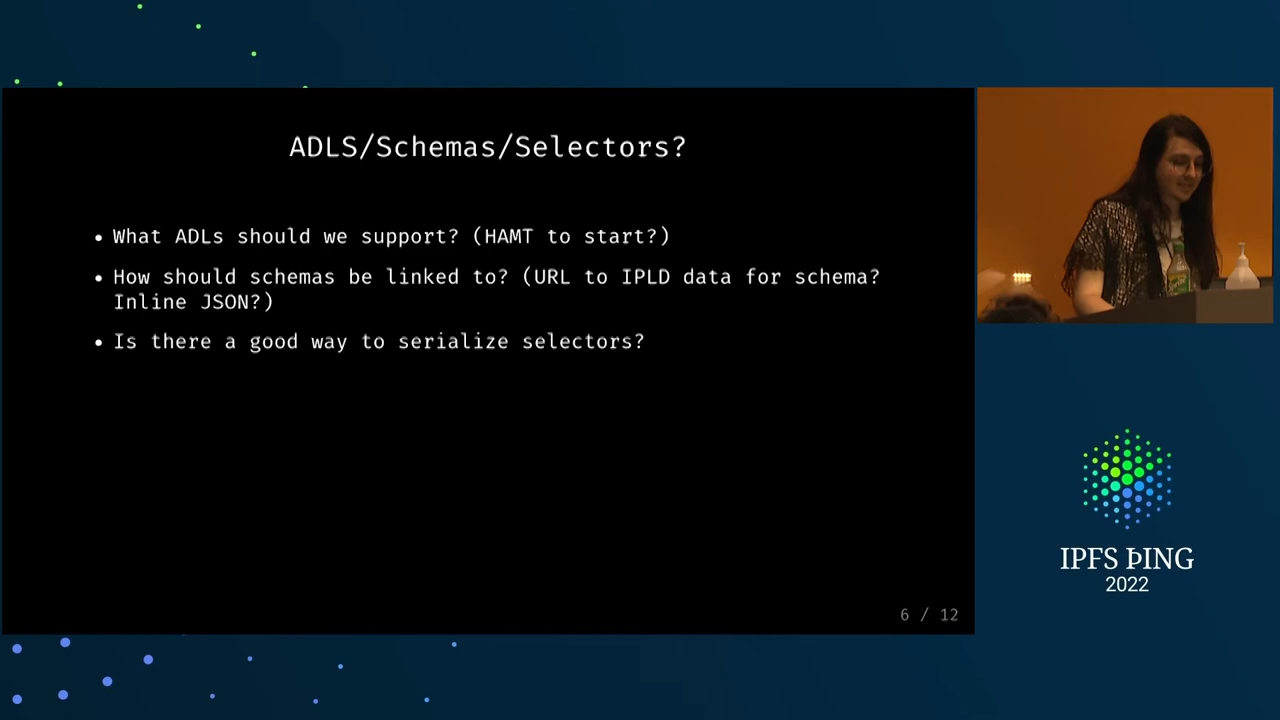 ADLS/Schemas/Selectors?
• What ADLs should we support? (HAMT to start?)
• How should schemas be linked to? (URL to IPLD data for schema?
Inline JSON?)
• Is there a good way to serialize selectors?
6 / 12
IPFS ÞING
2022